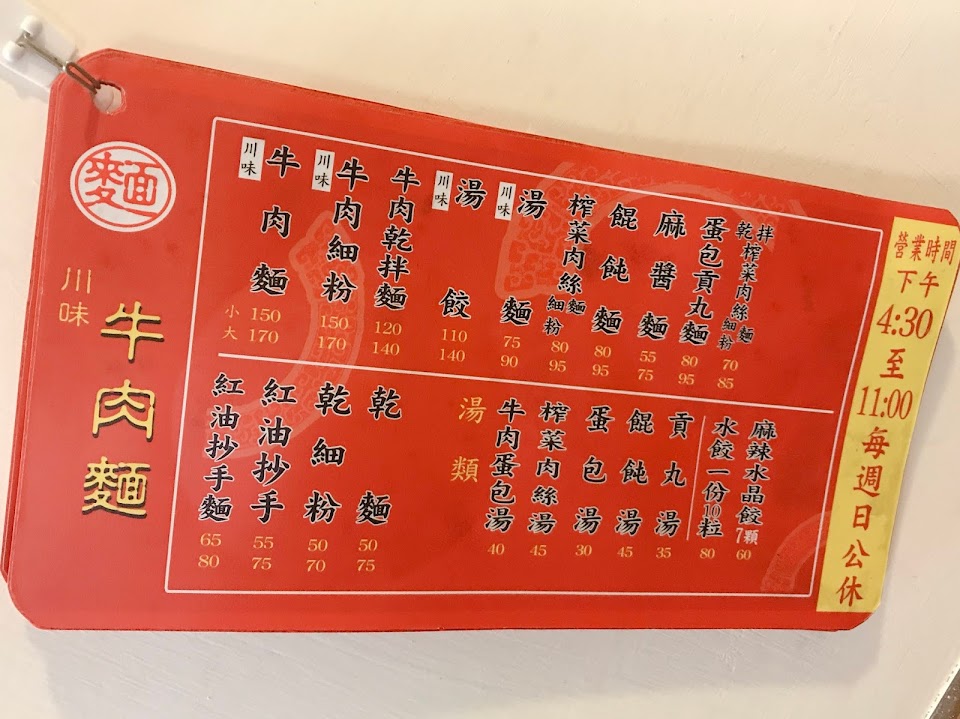 麵
川味
牛肉麵
川味 牛肉麵 小 150 大 170
川味 牛肉細粉 150 170
牛肉乾拌麵 120 140
川味 湯餃 110 140
川味 湯麵 75 90
榨菜肉絲 麵 細粉 80 95
餛飩麵 80 95
麻醬麵 55 75
蛋包貢丸麵 80 95
乾拌榨菜肉絲 麵 細粉 70 85
紅油抄手麵 65 80
紅油抄手 55 75
乾細粉 50 70
乾麵 50 75
湯類
牛肉蛋包湯 40
榨菜肉絲湯 45
蛋包湯 30
餛飩湯 45
貢丸湯 35
水餃一份10粒 80
麻辣水晶餃 7顆 60
營業時間
下午
4:30
至
11:00
每週日公休